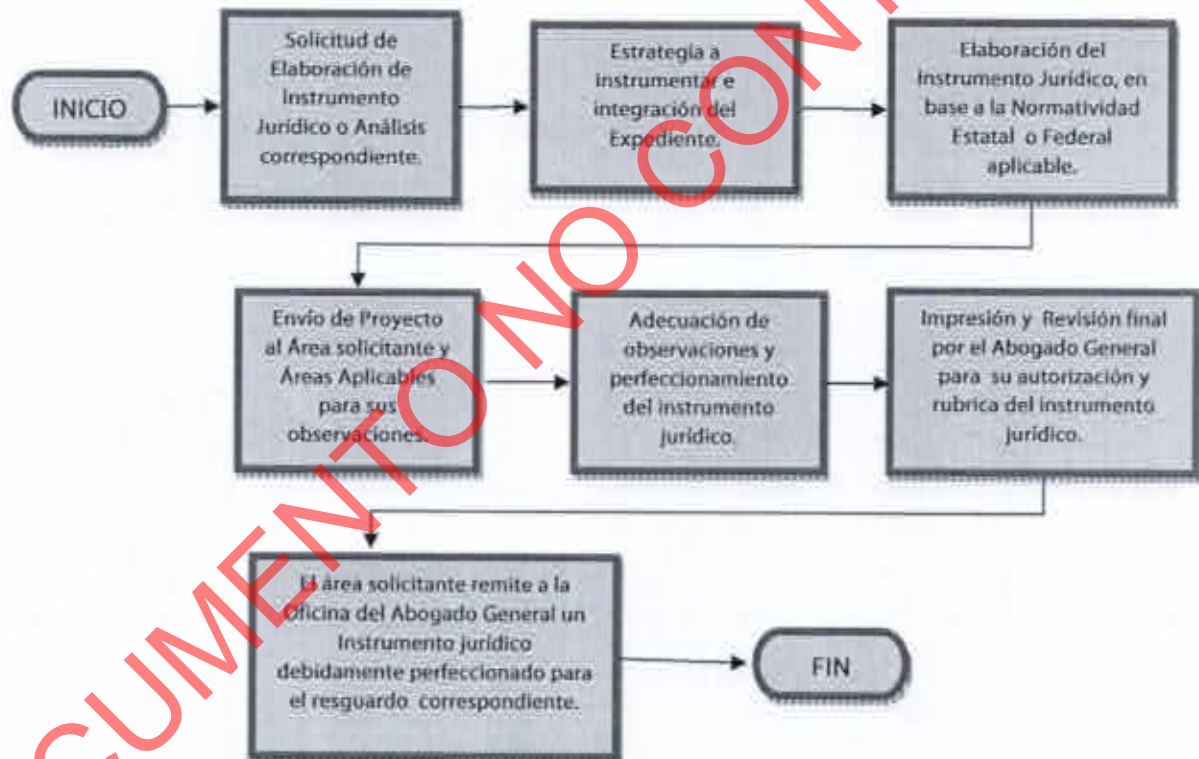 INICIO
Solicitud de
Elaboración de
Instrumento
Jurídico o Análisis
correspondiente.
Estrategia a
instrumentar e
integración del
Expediente.
Elaboración del
Instrumento Jurídico, en
base a la Normatividad
Estatal o Federal
aplicable.
Envío de Proyecto
al Área solicitante y
Áreas Aplicables
para sus
observaciones.
Adecuación de
observaciones y
perfeccionamiento
del instrumento
jurídico.
Impresión y Revisión final
por el Abogado General
para su autorización y
rubrica del instrumento
jurídico.
El área solicitante remite a la
Oficina del Abogado General un
Instrumento jurídico
debidamente perfeccionado para
el resguardo correspondiente.
FIN
CUMENTO NO CONT